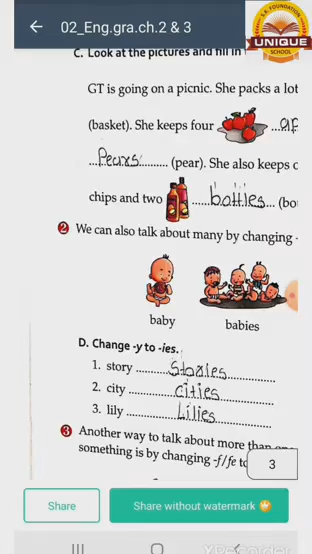 02_Eng.gra.ch.2 & 3
S.R. FOUNDATION
UNIQUE
SCHOOL
C. Look at the pictures and fill in
GT is going on a picnic. She packs a lot
(basket). She keeps four ...ap
...Pears......... (pear). She also keeps c
chips and two ......bottles... (bo
2 We can also talk about many by changing -
baby babies
D. Change -y to -ies.
1. story ............Stories............
2. city ............cities............
3. lily ............Lilies............
3 Another way to talk about more than one
something is by changing -f/fe to
3
Share
Share without watermark